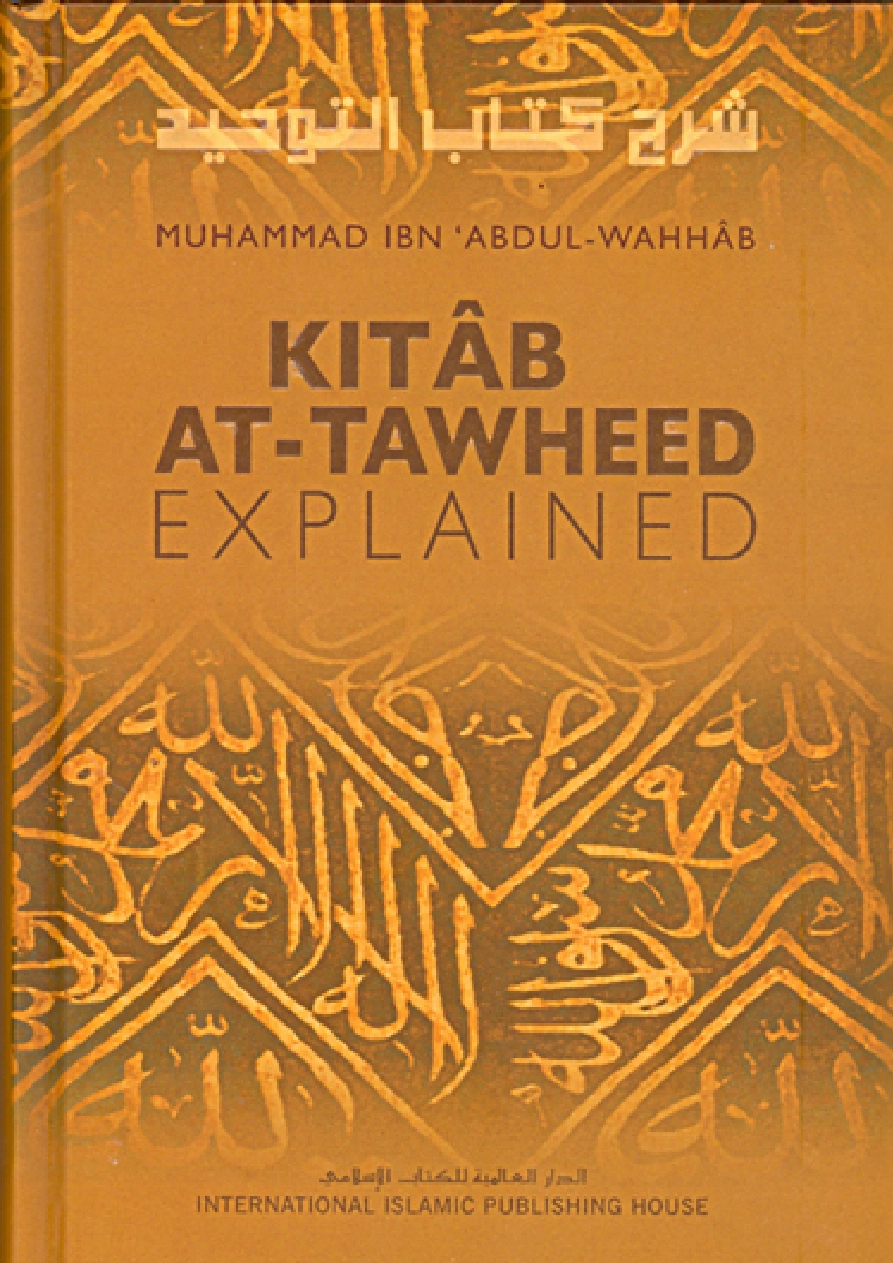 شرح كتاب التوحيد
MUHAMMAD IBN ‘ABDUL-WAHHÂB
KITÂB
AT-TAWHEED
EXPLAINED
الدار العالمية للكتاب الإسلامي
INTERNATIONAL ISLAMIC PUBLISHING HOUSE